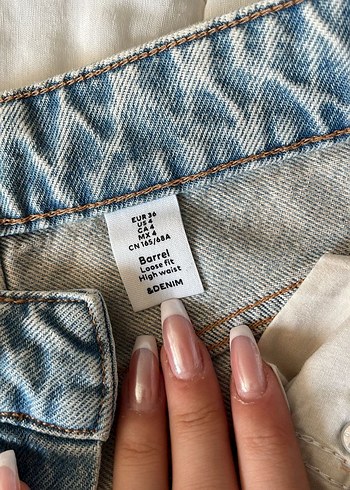 EUR 36
US 4
CA 4
MX 4
CN 165/68A
Barrel
Loose fit
High waist
&DENIM